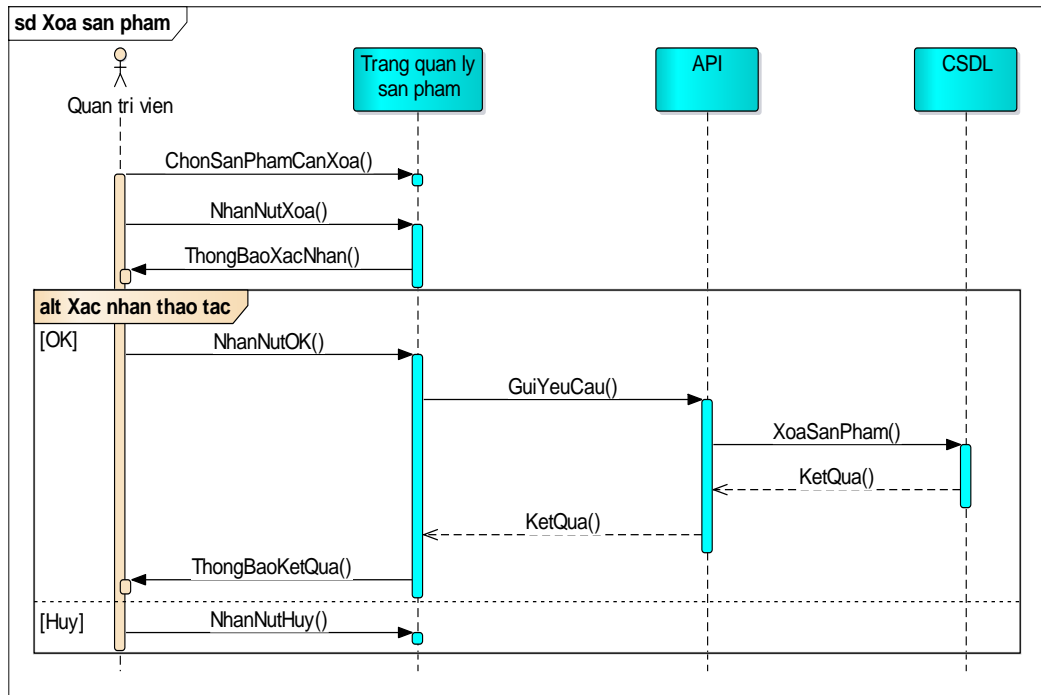 sd Xoa san pham
Quan tri vien
Trang quan ly
san pham
API
CSDL
ChonSanPhamCanXoa()
NhanNutXoa()
ThongBaoXacNhan()
alt Xac nhan thao tac
[OK]
NhanNutOK()
GuiYeuCau()
XoaSanPham()
KetQua()
KetQua()
ThongBaoKetQua()
[Huy]
NhanNutHuy()